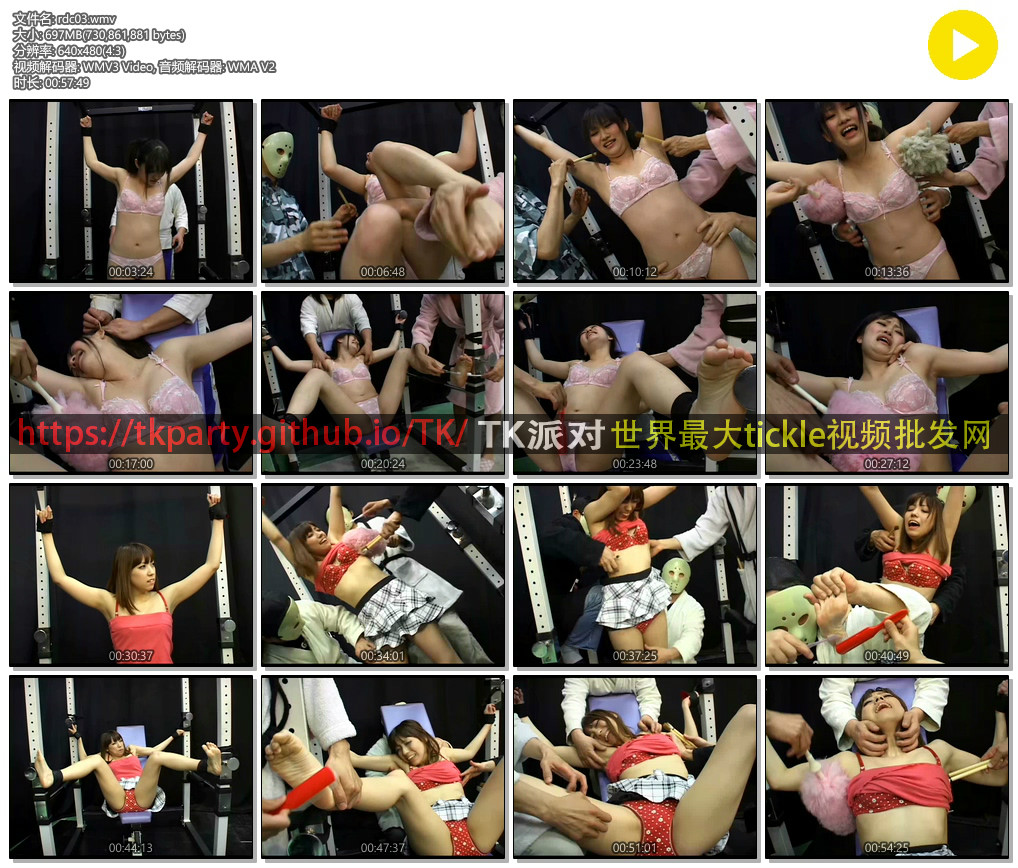 文件名: rdc03.wmv
大小: 697MB(730,861,881 bytes)
分辨率: 640x480(4:3)
视频解码器: WMV3 Video, 音频解码器: WMA V2
时长: 00:57:49
00:03:24
00:06:48
00:10:12
00:13:36
https://tkparty.github.io/TK/ TK派对 世界最大tickle视频批发网
00:17:00
00:20:24
00:23:48
00:27:12
00:30:37
00:34:01
00:37:25
00:40:49
00:44:13
00:47:37
00:51:01
00:54:25